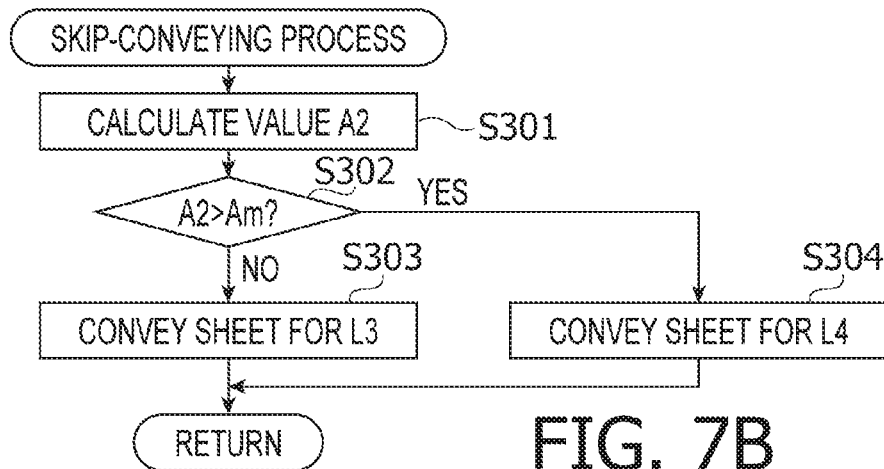 SKIP-CONVEYING PROCESS
CALCULATE VALUE A2
S301
S302
A2>Am?
YES
NO
S303
S304
CONVEY SHEET FOR L3
CONVEY SHEET FOR L4
RETURN
FIG. 7B